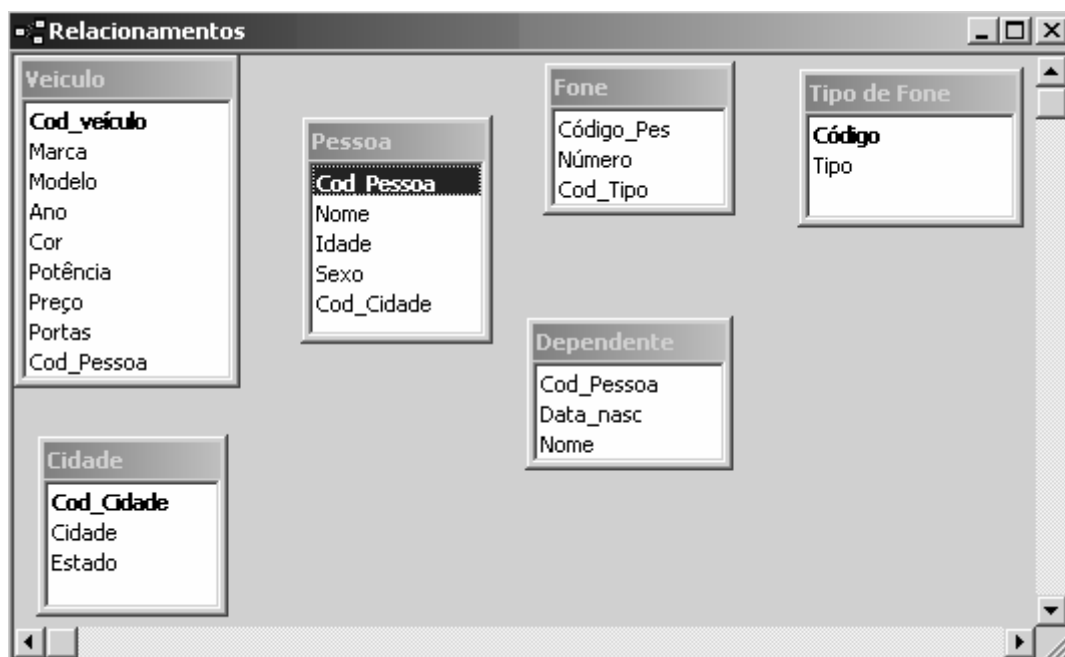 Relacionamentos
Veiculo
Cod_veículo
Marca
Modelo
Ano
Cor
Potência
Preço
Portas
Cod_Pessoa
Pessoa
Cod_Pessoa
Nome
Idade
Sexo
Cod_Cidade
Fone
Código_Pes
Número
Cod_Tipo
Tipo de Fone
Código
Tipo
Dependente
Cod_Pessoa
Data_nasc
Nome
Cidade
Cod_Cidade
Cidade
Estado